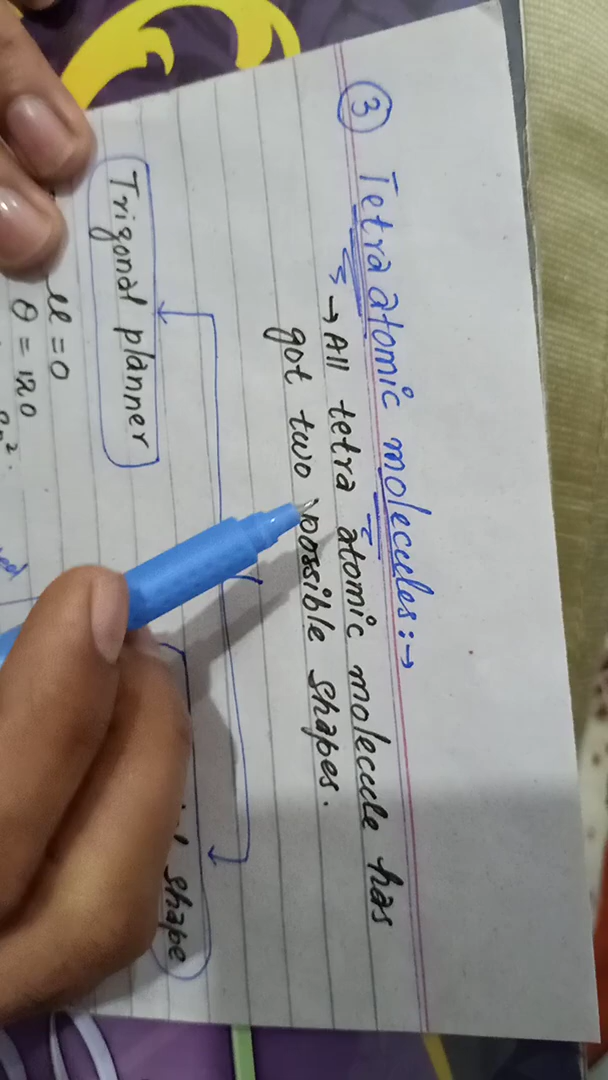 ③ Tetra atomic molecules:→
→ All tetra atomic molecule has
got two possible shapes.
Trigonal planner
shape
μ = 0
θ = 120